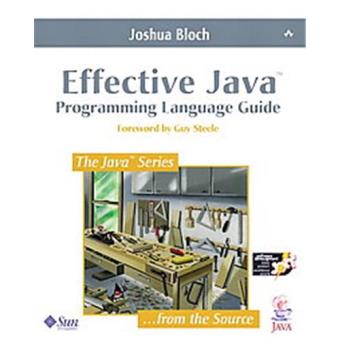 Joshua Bloch
Effective Java™
Programming Language Guide
Foreword by Guy Steele
The Java™ Series
...from the Source
Sun
JAVA